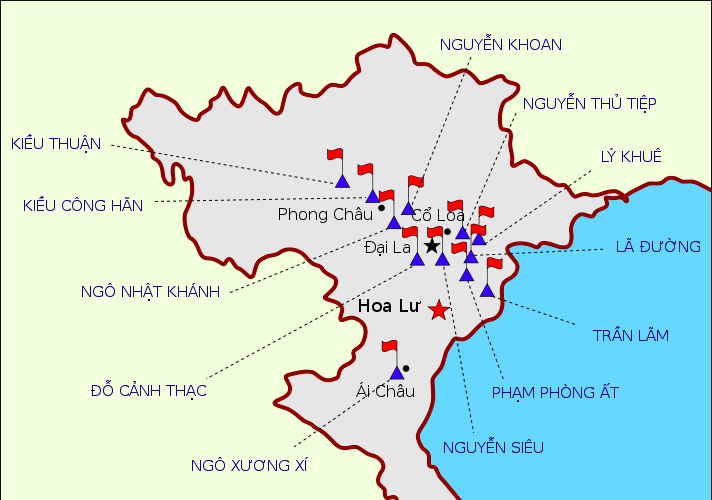 NGUYỄN KHOAN
NGUYỄN THỦ TIỆP
KIỀU THUẬN
LÝ KHUÊ
KIỀU CÔNG HÃN
Phong Châu
Cổ Loa
Đại La
LÃ ĐƯỜNG
NGÔ NHẬT KHÁNH
Hoa Lư
TRẦN LÃM
ĐỖ CẢNH THẠC
Ái Châu
PHẠM PHÒNG ẤT
NGUYỄN SIÊU
NGÔ XƯƠNG XÍ